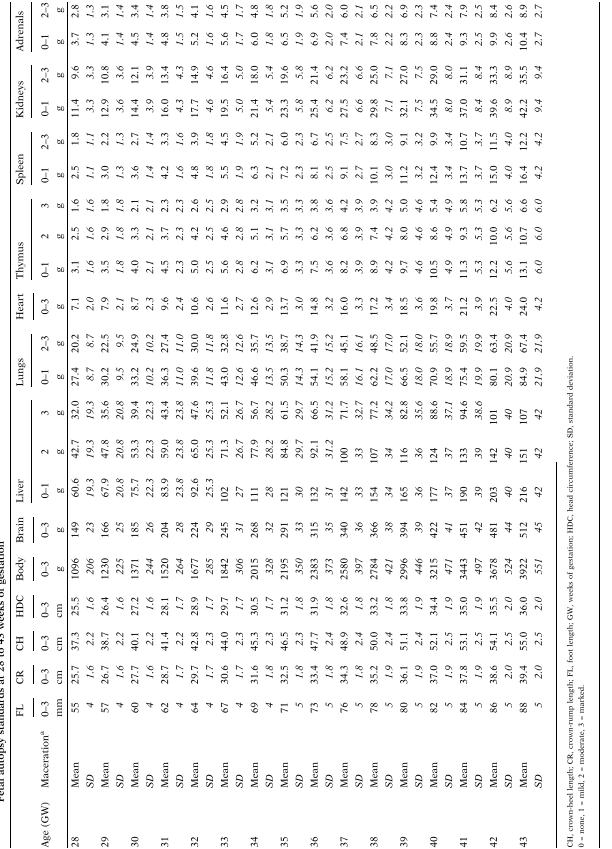 Fetal autopsy standards at 28 to 43 weeks of gestation
FL CR CH HDC Body Brain Liver Lungs Heart Thymus Spleen Kidneys Adrenals
Age (GW) Maceration^a 0–3 0–3 0–3 0–3 0–3 0–3 0–1 2 3 0–1 2–3 0–3 0–1 2 3 0–1 2–3 0–1 2–3 0–1 2–3
mm cm cm cm g g g g g g g g g g g g g g g g g
28 Mean 55 25.7 37.3 25.5 1096 149 60.6 42.7 32.0 27.4 20.2 7.1 3.1 2.5 1.6 2.5 1.8 11.4 9.6 3.7 2.8
SD 4 1.6 2.2 1.6 206 23 19.3 19.3 19.3 8.7 8.7 2.0 1.6 1.6 1.6 1.1 1.1 3.3 3.3 1.3 1.3
29 Mean 57 26.7 38.7 26.4 1230 166 67.9 47.8 35.6 30.2 22.5 7.9 3.5 2.9 1.8 3.0 2.2 12.9 10.8 4.1 3.1
SD 4 1.6 2.2 1.6 225 25 20.8 20.8 20.8 9.5 9.5 2.1 1.8 1.8 1.8 1.3 1.3 3.6 3.6 1.4 1.4
30 Mean 60 27.7 40.1 27.2 1371 185 75.7 53.3 39.4 33.2 24.9 8.7 4.0 3.3 2.1 3.6 2.7 14.4 12.1 4.5 3.4
SD 4 1.6 2.2 1.6 244 26 22.3 22.3 22.3 10.2 10.2 2.3 2.1 2.1 2.1 1.4 1.4 3.9 3.9 1.4 1.4
31 Mean 62 28.7 41.4 28.1 1520 204 83.9 59.0 43.4 36.3 27.4 9.6 4.5 3.7 2.3 4.2 3.3 16.0 13.4 4.8 3.8
SD 4 1.6 2.2 1.7 264 28 23.8 23.8 23.8 11.0 11.0 2.4 2.3 2.3 2.3 1.6 1.6 4.3 4.3 1.5 1.5
32 Mean 64 29.7 42.8 28.9 1677 224 92.6 65.0 47.6 39.6 30.0 10.6 5.0 4.2 2.6 4.8 3.9 17.7 14.9 5.2 4.1
SD 4 1.7 2.3 1.7 285 29 25.3 25.3 25.3 11.8 11.8 2.6 2.5 2.5 2.5 1.8 1.8 4.6 4.6 1.6 1.6
33 Mean 67 30.6 44.0 29.7 1842 245 102 71.3 52.1 43.0 32.8 11.6 5.6 4.6 2.9 5.5 4.5 19.5 16.4 5.6 4.5
SD 4 1.7 2.3 1.7 306 31 27 26.7 26.7 12.6 12.6 2.7 2.8 2.8 2.8 1.9 1.9 5.0 5.0 1.7 1.7
34 Mean 69 31.6 45.3 30.5 2015 268 111 77.9 56.7 46.6 35.7 12.6 6.2 5.1 3.2 6.3 5.2 21.4 18.0 6.0 4.8
SD 4 1.7 2.3 1.7 328 32 28 28.2 28.2 13.5 13.5 2.9 3.1 3.1 3.1 2.1 2.1 5.4 5.4 1.8 1.8
35 Mean 71 32.5 46.5 31.2 2195 291 121 84.8 61.5 50.3 38.7 13.7 6.9 5.7 3.5 7.2 6.0 23.3 19.6 6.5 5.2
SD 5 1.8 2.3 1.8 350 33 30 29.7 29.7 14.3 14.3 3.0 3.3 3.3 3.3 2.3 2.3 5.8 5.8 1.9 1.9
36 Mean 73 33.4 47.7 31.9 2383 315 132 92.1 66.5 54.1 41.9 14.8 7.5 6.2 3.8 8.1 6.7 25.4 21.4 6.9 5.6
SD 5 1.8 2.4 1.8 373 35 31 31.2 31.2 15.2 15.2 3.2 3.6 3.6 3.6 2.5 2.5 6.2 6.2 2.0 2.0
37 Mean 76 34.3 48.9 32.6 2580 340 142 100 71.7 58.1 45.1 16.0 8.2 6.8 4.2 9.1 7.5 27.5 23.2 7.4 6.0
SD 5 1.8 2.4 1.8 397 36 33 33 32.7 16.1 16.1 3.3 3.9 3.9 3.9 2.7 2.7 6.6 6.6 2.1 2.1
38 Mean 78 35.2 50.0 33.2 2784 366 154 107 77.2 62.2 48.5 17.2 8.9 7.4 4.5 10.1 8.3 29.8 25.0 7.8 6.5
SD 5 1.9 2.4 1.8 421 38 34 34 34.2 17.0 17.0 3.4 4.2 4.2 4.2 3.0 3.0 7.1 7.1 2.2 2.2
39 Mean 80 36.1 51.1 33.8 2996 394 165 116 82.8 66.5 52.1 18.5 9.7 8.0 5.0 11.2 9.1 32.1 27.0 8.3 6.9
SD 5 1.9 2.4 1.9 446 39 36 36 35.6 18.0 18.0 3.6 4.6 4.6 4.6 3.2 3.2 7.5 7.5 2.3 2.3
40 Mean 82 37.0 52.1 34.4 3215 422 177 124 88.6 70.9 55.7 19.8 10.5 8.6 5.4 12.4 9.9 34.5 29.0 8.8 7.4
SD 5 1.9 2.5 1.9 471 41 37 37 37.1 18.9 18.9 3.7 4.9 4.9 4.9 3.4 3.4 8.0 8.0 2.4 2.4
41 Mean 84 37.8 53.1 35.0 3443 451 190 133 94.6 75.4 59.5 21.2 11.3 9.3 5.8 13.7 10.7 37.0 31.1 9.3 7.9
SD 5 1.9 2.5 1.9 497 42 39 39 38.6 19.9 19.9 3.9 5.3 5.3 5.3 3.7 3.7 8.4 8.4 2.5 2.5
42 Mean 86 38.6 54.1 35.5 3678 481 203 142 101 80.1 63.4 22.5 12.2 10.0 6.2 15.0 11.5 39.6 33.3 9.9 8.4
SD 5 2.0 2.5 2.0 524 44 40 40 40 20.9 20.9 4.0 5.6 5.6 5.6 4.0 4.0 8.9 8.9 2.6 2.6
43 Mean 88 39.4 55.0 36.0 3922 512 216 151 107 84.9 67.4 24.0 13.1 10.7 6.6 16.4 12.2 42.2 35.5 10.4 8.9
SD 5 2.0 2.5 2.0 551 45 42 42 42 21.9 21.9 4.2 6.0 6.0 6.0 4.2 4.2 9.4 9.4 2.7 2.7
CH, crown-heel length; CR, crown-rump length; FL, foot length; GW, weeks of gestation; HDC, head circumference; SD, standard deviation.
0 = none, 1 = mild, 2 = moderate, 3 = marked.